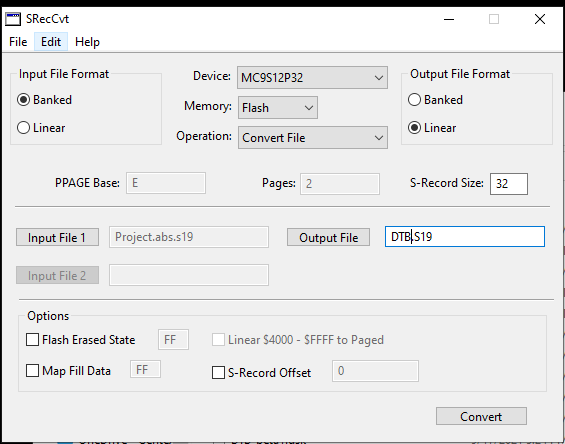 SRecCvt
File Edit Help
Input File Format
Banked
Linear
Device: MC9S12P32
Memory: Flash
Operation: Convert File
Output File Format
Banked
Linear
PPAGE Base: E Pages: 2 S-Record Size: 32
Input File 1 Project.abs.s19 Output File DTB.S19
Input File 2
Options
Flash Erased State FF Linear $4000 - $FFFF to Paged
Map Fill Data FF S-Record Offset 0
Convert